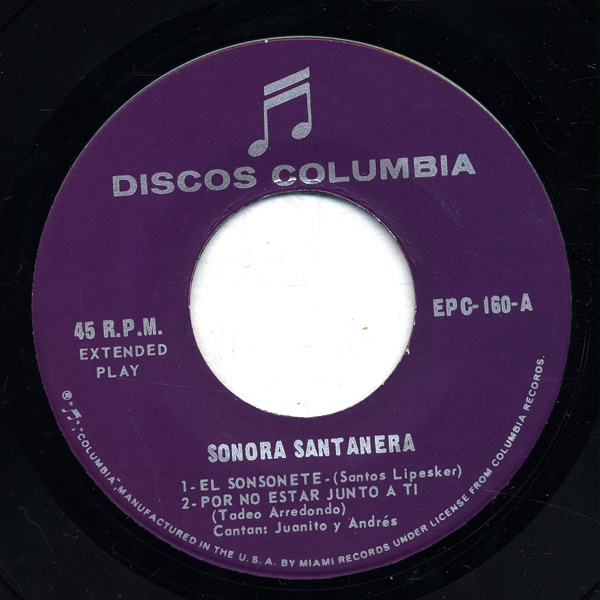 DISCOS COLUMBIA
45 R.P.M.
EXTENDED
PLAY
EPC-160-A
SONORA SANTANERA
1-EL SONSONETE-(Santos Lipesker)
2-POR NO ESTAR JUNTO A TI
(Tadeo Arredondo)
Cantan: Juanito y Andrés
®"♫","COLUMBIA", MANUFACTURED IN THE U.S.A. BY MIAMI RECORDS UNDER LICENSE FROM COLUMBIA RECORDS.